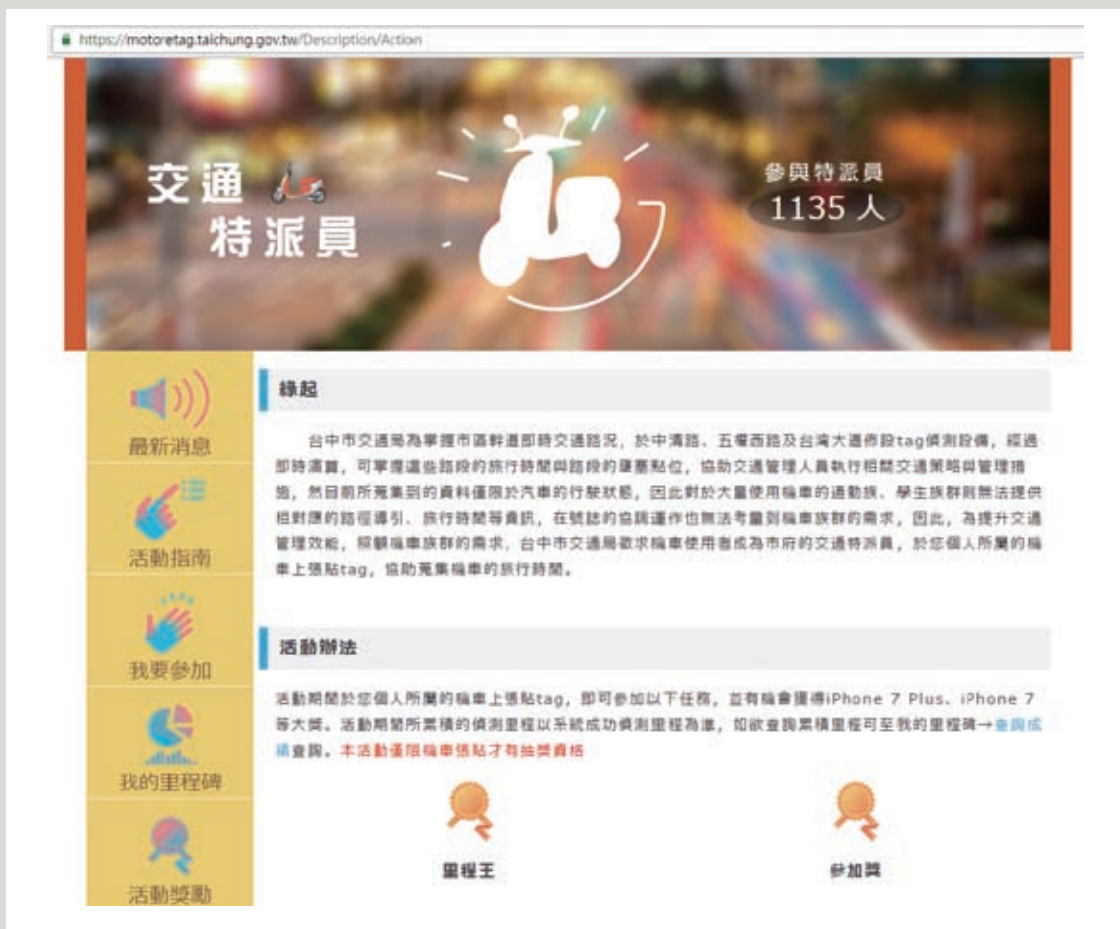 https://motoretag.taichung.gov.tw/Description/Action
交通
特派員
參與特派員
1135 人
最新消息
活動指南
我要參加
我的里程碑
活動獎勵
緣起
台中市交通局為掌握市區幹道即時交通路況，於中清路、五權西路及台灣大道佈設tag偵測設備，經過
即時演算，可掌握這些路段的旅行時間與路段的壅塞點位，協助交通管理人員執行相關交通策略與管理措
施，然目前所蒐集到的資料僅限於汽車的行駛狀態，因此對於大量使用機車的通勤族、學生族群則無法提供
相對應的路徑導引、旅行時間等資訊，在號誌的協調運作也無法考量到機車族群的需求，因此，為提升交通
管理效能，照顧機車族群的需求，台中市交通局徵求機車使用者成為市府的交通特派員，於您個人所屬的機
車上張貼tag，協助蒐集機車的旅行時間。
活動辦法
活動期間於您個人所屬的機車上張貼tag，即可參加以下任務，並有機會獲得iPhone 7 Plus、iPhone 7
等大獎。活動期間所累積的偵測里程以系統成功偵測里程為準，如欲查詢累積里程可至我的里程碑→查詢成
績查詢。本活動僅限機車張貼才有抽獎資格
里程王
參加獎